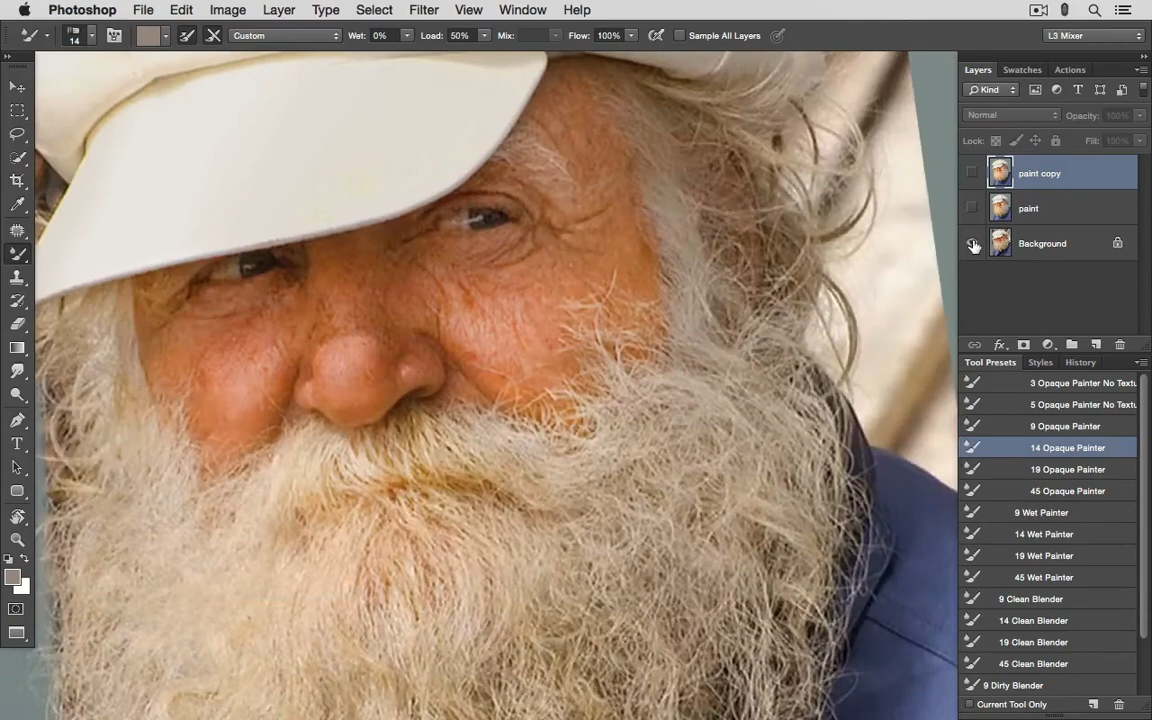 Photoshop File Edit Image Layer Type Select Filter View Window Help
14 Custom Wet: 0% Load: 50% Mix: Flow: 100% Sample All Layers L3 Mixer
Layers Swatches Actions
Kind
Normal Opacity: 100%
Lock: Fill: 100%
paint copy
paint
Background
fx
Tool Presets Styles History
3 Opaque Painter No Textu
5 Opaque Painter No Textu
9 Opaque Painter
14 Opaque Painter
19 Opaque Painter
45 Opaque Painter
9 Wet Painter
14 Wet Painter
19 Wet Painter
45 Wet Painter
9 Clean Blender
14 Clean Blender
19 Clean Blender
45 Clean Blender
9 Dirty Blender
Current Tool Only